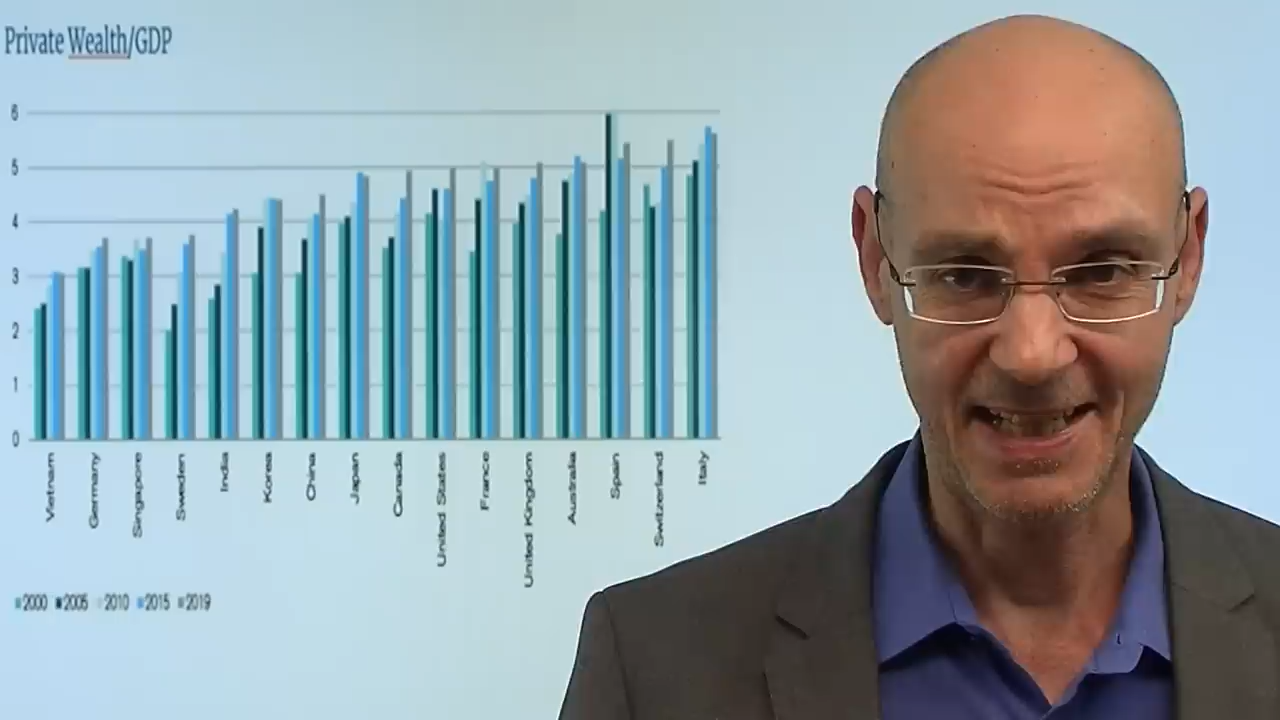 Private Wealth/GDP
6
5
4
3
2
1
0
Vietnam
Germany
Singapore
Sweden
India
Korea
China
Japan
Canada
United States
France
United Kingdom
Australia
Spain
Switzerland
Italy
2000 2005 2010 2015 2019